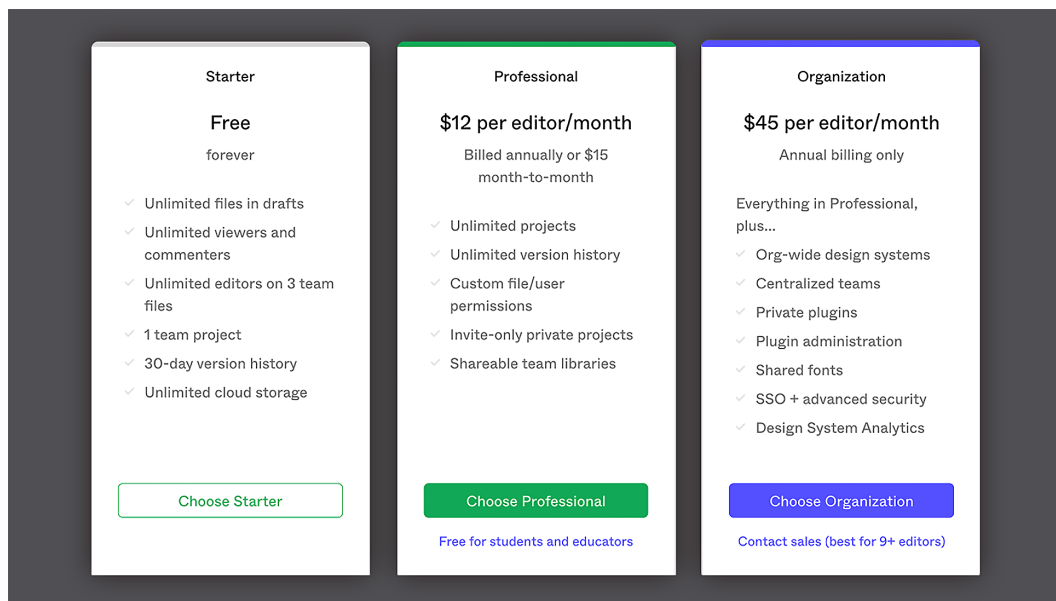 Starter
Free
forever
Unlimited files in drafts
Unlimited viewers and
commenters
Unlimited editors on 3 team
files
1 team project
30-day version history
Unlimited cloud storage
Choose Starter
Professional
$12 per editor/month
Billed annually or $15
month-to-month
Unlimited projects
Unlimited version history
Custom file/user
permissions
Invite-only private projects
Shareable team libraries
Choose Professional
Free for students and educators
Organization
$45 per editor/month
Annual billing only
Everything in Professional,
plus...
Org-wide design systems
Centralized teams
Private plugins
Plugin administration
Shared fonts
SSO + advanced security
Design System Analytics
Choose Organization
Contact sales (best for 9+ editors)